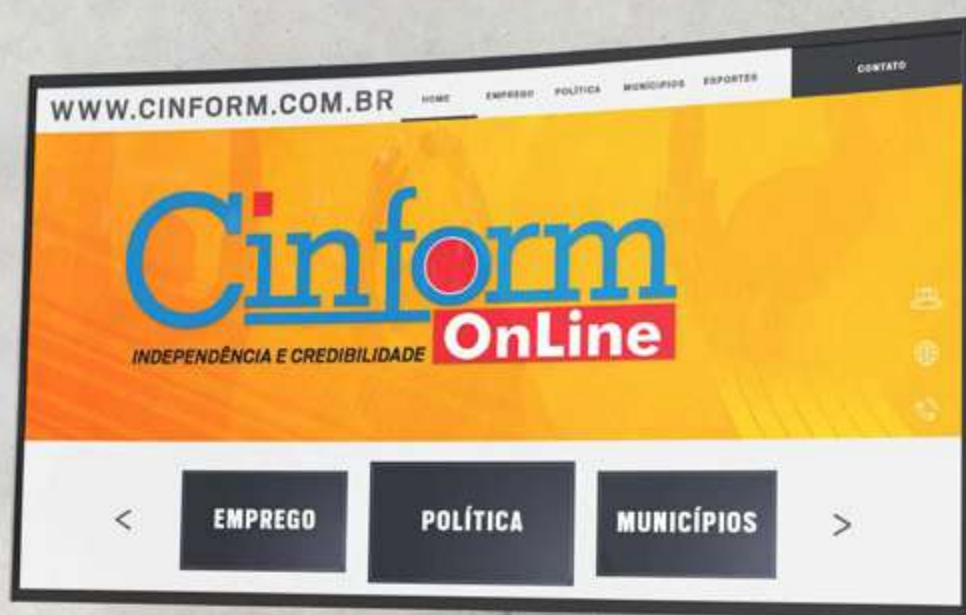 WWW.CINFORM.COM.BR
HOME EMPREGO POLÍTICA MUNICÍPIOS ESPORTES
CONTATO
Cinform
OnLine
INDEPENDÊNCIA E CREDIBILIDADE
< EMPREGO POLÍTICA MUNICÍPIOS >